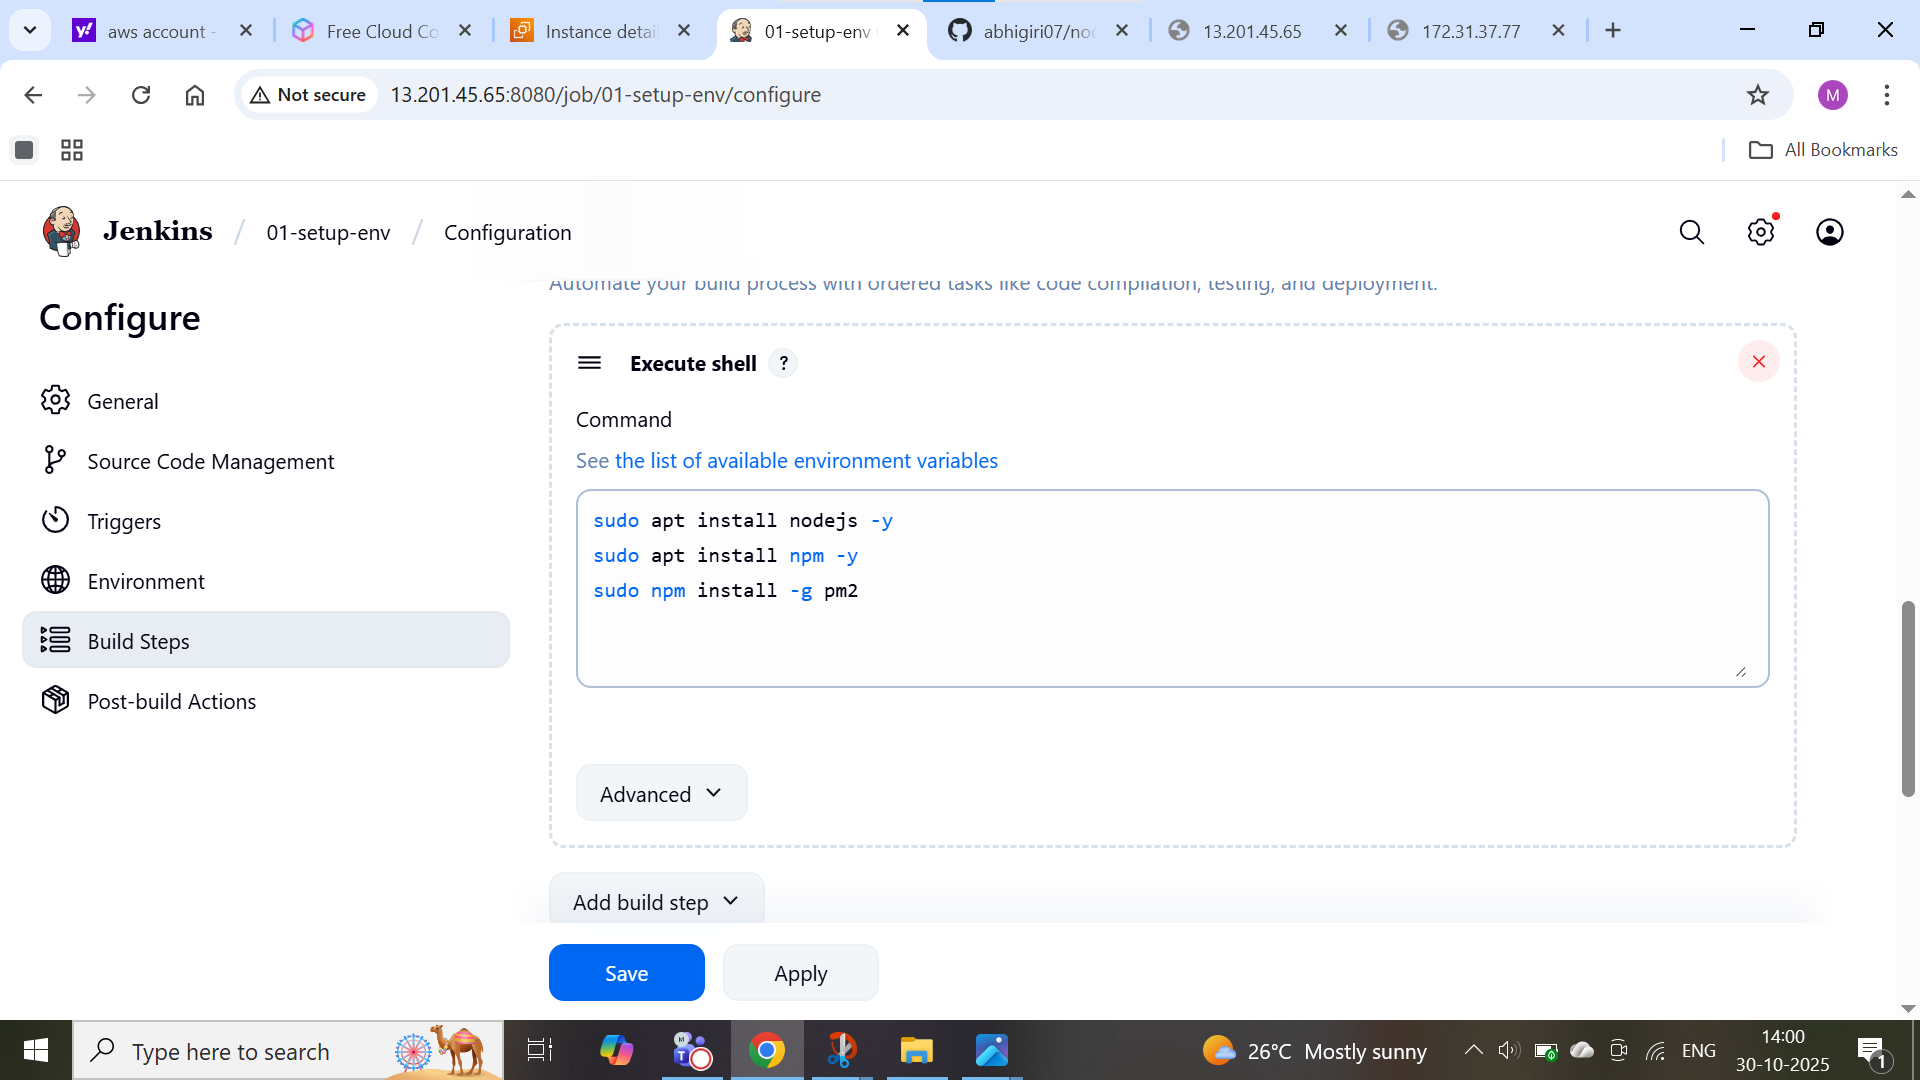 aws account -
Free Cloud Co
Instance detail
01-setup-env
abhigiri07/no
13.201.45.65
172.31.37.77
Not secure
13.201.45.65:8080/job/01-setup-env/configure
M
All Bookmarks
Jenkins / 01-setup-env / Configuration
Automate your build process with ordered tasks like code compilation, testing, and deployment.
Configure
General
Source Code Management
Triggers
Environment
Build Steps
Post-build Actions
Execute shell ?
Command
See the list of available environment variables
sudo apt install nodejs -y
sudo apt install npm -y
sudo npm install -g pm2
Advanced
Add build step
Save
Apply
Type here to search
26°C Mostly sunny
ENG
14:00
30-10-2025
1